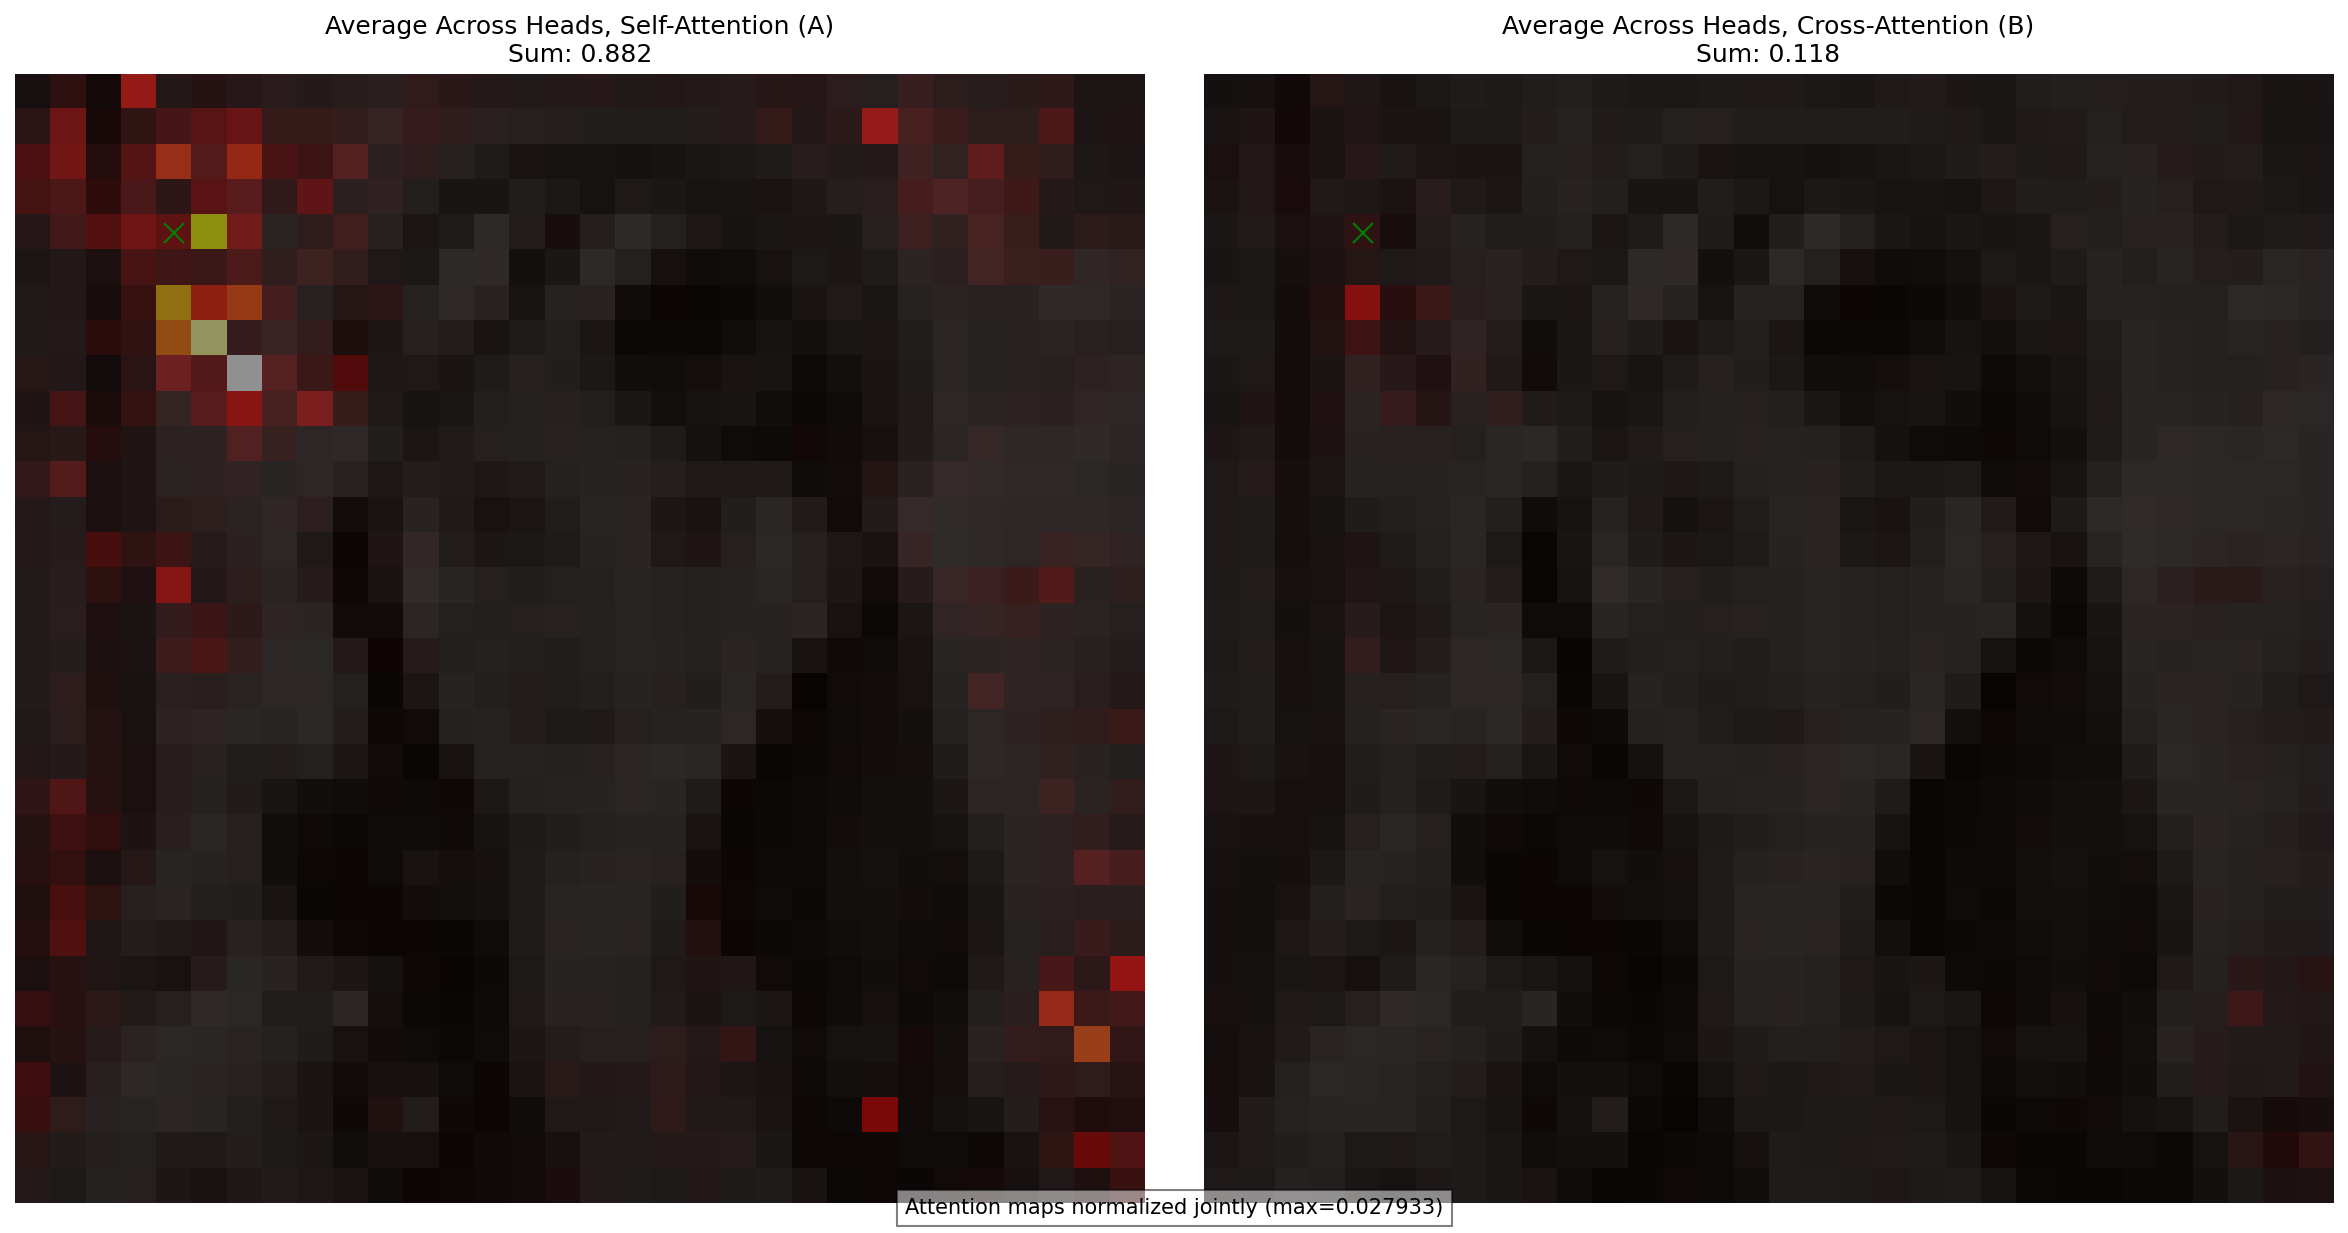 Average Across Heads, Self-Attention (A)
Sum: 0.882
Average Across Heads, Cross-Attention (B)
Sum: 0.118
Attention maps normalized jointly (max=0.027933)